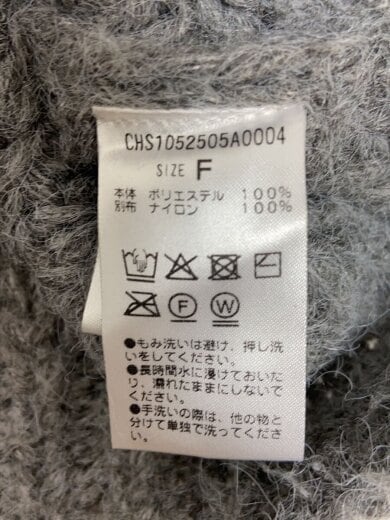 CHS1052505A0004
SIZE F
本体 ポリエステル 100%
別布 ナイロン 100%
F W
●もみ洗いは避け、押し洗
いをしてください。
●長時間水に浸けておいた
り、濡れたままにしないで
ください。
●手洗いの際は、他の物と
分けて単独で洗ってくだ
さい。